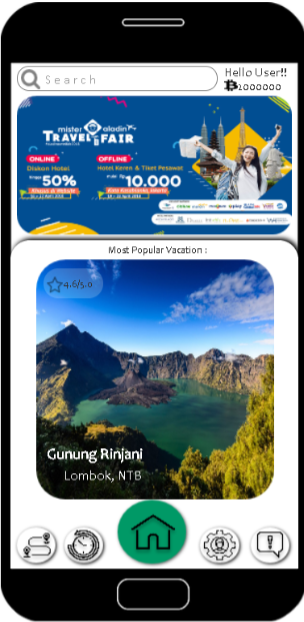 Search
Hello User!!
1000000
mister aladin
TRAVEL FAIR
ONLINE
Diskon Hotel
50%
OFFLINE
Hotel Keren & Tiket Pesawat
10.000
Most Popular Vacation :
4.6/5.0
Gunung Rinjani
Lombok, NTB